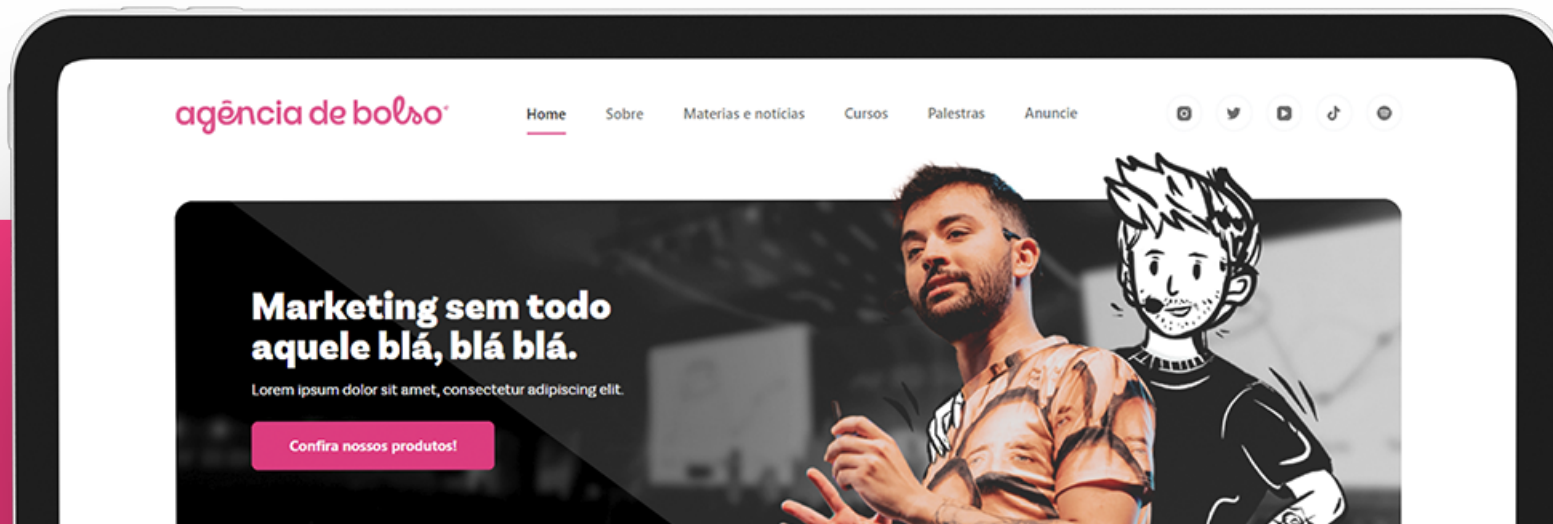 agência de bolso
Home
Sobre
Materias e notícias
Cursos
Palestras
Anuncie
Marketing sem todo
aquele blá, blá blá.
Lorem ipsum dolor sit amet, consectetur adipiscing elit.
Confira nossos produtos!